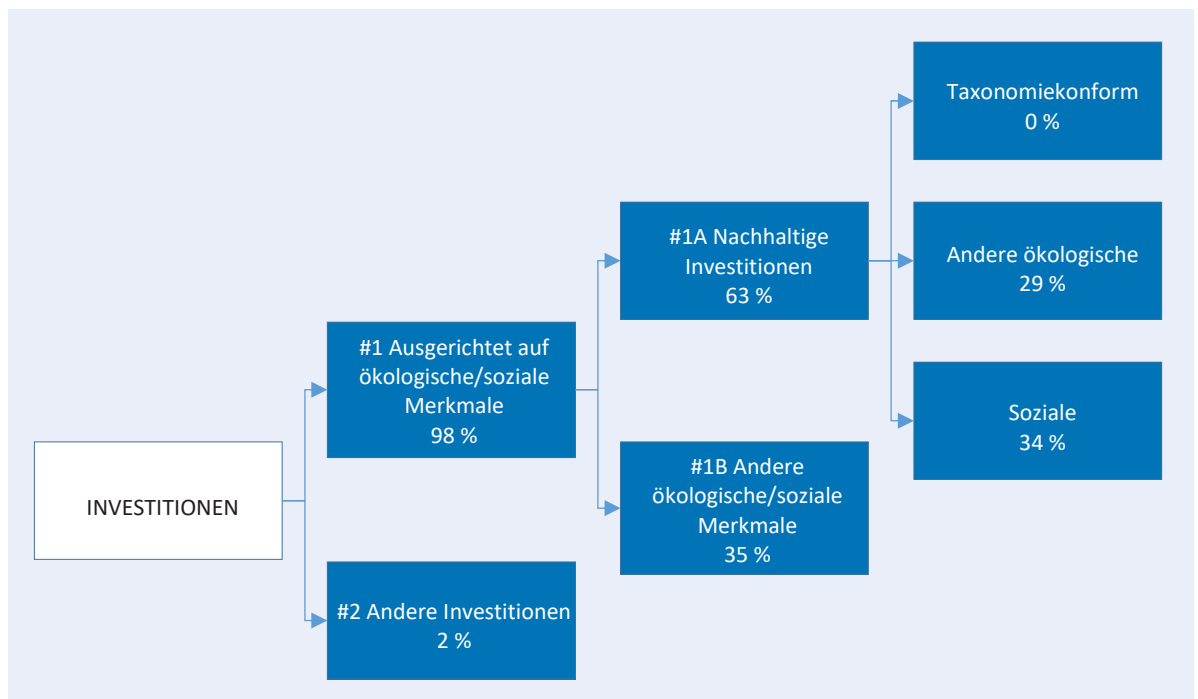 INVESTITIONEN
#1 Ausgerichtet auf
ökologische/soziale
Merkmale
98 %
#2 Andere Investitionen
2 %
#1A Nachhaltige
Investitionen
63 %
#1B Andere
ökologische/soziale
Merkmale
35 %
Taxonomiekonform
0 %
Andere ökologische
29 %
Soziale
34 %